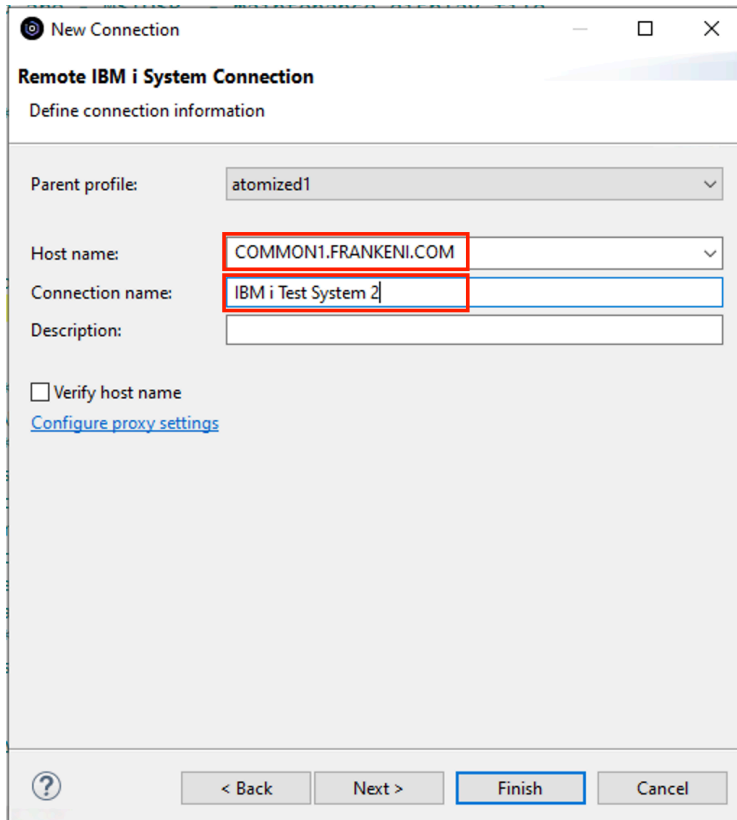 New Connection
Remote IBM i System Connection
Define connection information
Parent profile: atomized1
Host name: COMMON1.FRANKENI.COM
Connection name: IBM i Test System 2
Description:
Verify host name
Configure proxy settings
? < Back Next > Finish Cancel